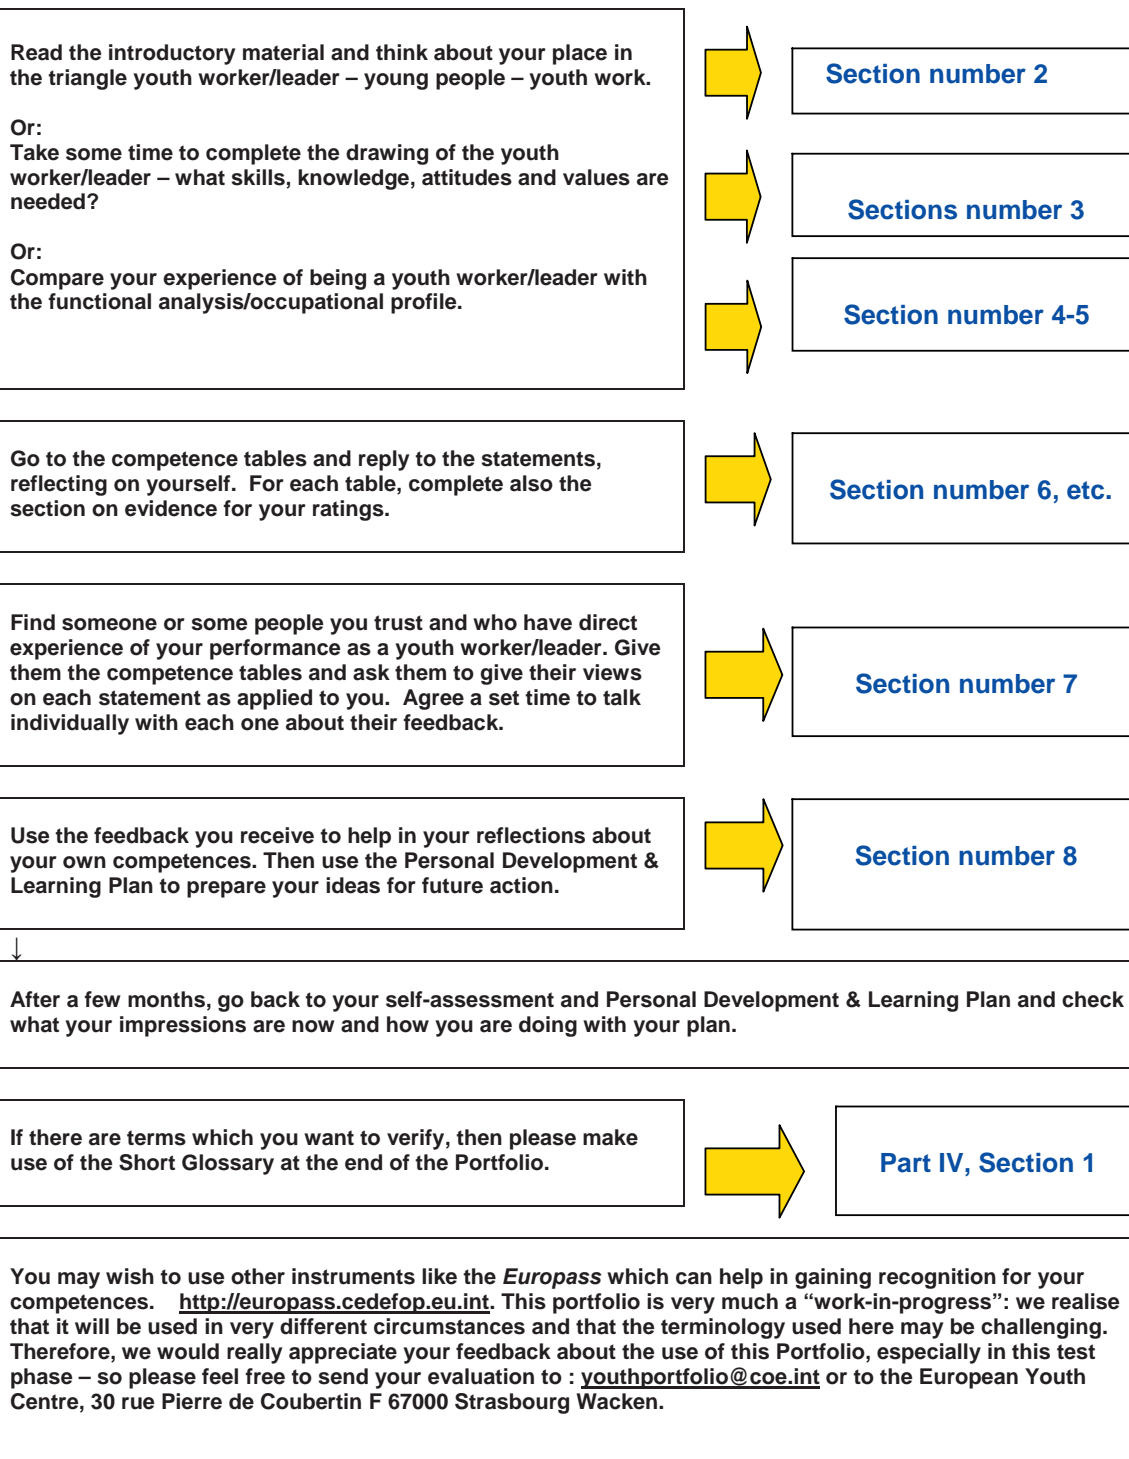 Read the introductory material and think about your place in
the triangle youth worker/leader – young people – youth work.
Section number 2
Or:
Take some time to complete the drawing of the youth
worker/leader – what skills, knowledge, attitudes and values are
needed?
Sections number 3
Or:
Compare your experience of being a youth worker/leader with
the functional analysis/occupational profile.
Section number 4-5
Go to the competence tables and reply to the statements,
reflecting on yourself.  For each table, complete also the
section on evidence for your ratings.
Section number 6, etc.
Find someone or some people you trust and who have direct
experience of your performance as a youth worker/leader. Give
them the competence tables and ask them to give their views
on each statement as applied to you.  Agree a set time to talk
individually with each one about their feedback.
Section number 7
Use the feedback you receive to help in your reflections about
your own competences. Then use the Personal Development &
Learning Plan to prepare your ideas for future action.
Section number 8
↓
After a few months, go back to your self-assessment and Personal Development & Learning Plan and check
what your impressions are now and how you are doing with your plan.
If there are terms which you want to verify, then please make
use of the Short Glossary at the end of the Portfolio.
Part IV, Section 1
You may wish to use other instruments like the Europass which can help in gaining recognition for your
competences.   http://europass.cedefop.eu.int. This portfolio is very much a “work-in-progress”: we realise
that it will be used in very different circumstances and that the terminology used here may be challenging.
Therefore, we would really appreciate your feedback about the use of this Portfolio, especially in this test
phase – so please feel free to send your evaluation to : youthportfolio@coe.int or to the European Youth
Centre, 30 rue Pierre de Coubertin F 67000 Strasbourg Wacken.